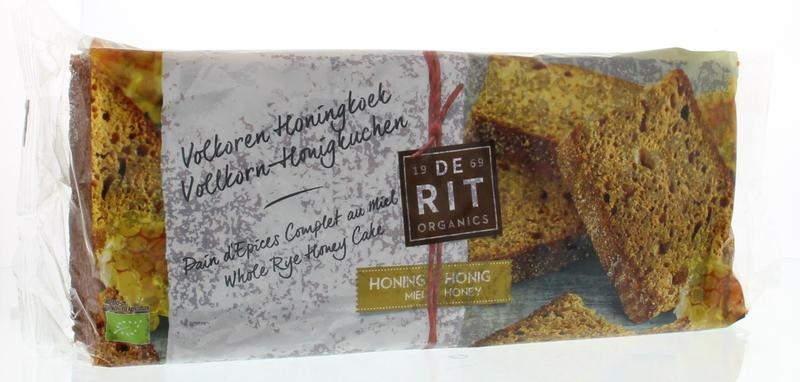 Volkoren Honingkoek
Vollkorn-Honigkuchen
Pain d'Epices Complet au Miel
Whole Rye Honey Cake
19 DE 69
RIT
ORGANICS
HONING HONIG
MIEL HONEY